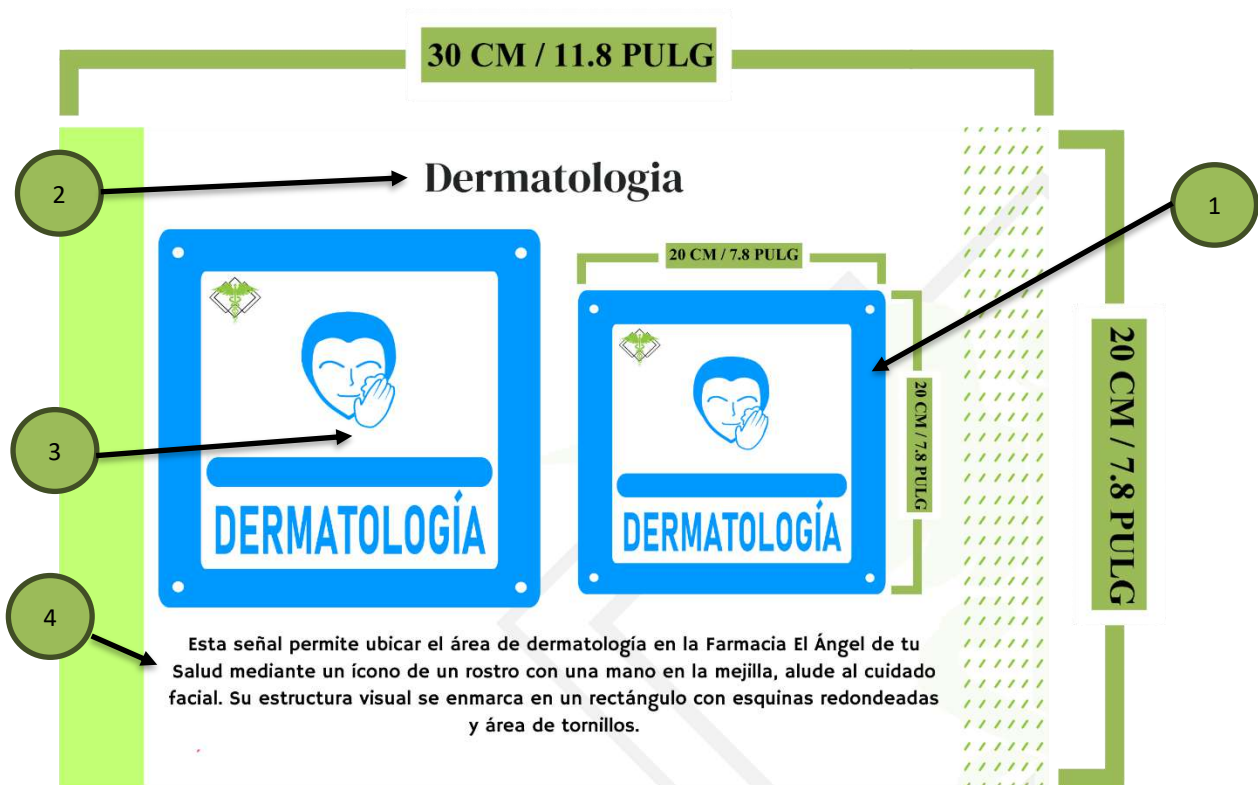 30 CM / 11.8 PULG
2
Dermatologia
1
20 CM / 7.8 PULG
20 CM / 7.8 PULG
20 CM / 7.8 PULG
3
DERMATOLOGÍA
DERMATOLOGÍA
4
Esta señal permite ubicar el área de dermatología en la Farmacia El Ángel de tu
Salud mediante un ícono de un rostro con una mano en la mejilla, alude al cuidado
facial. Su estructura visual se enmarca en un rectángulo con esquinas redondeadas
y área de tornillos.